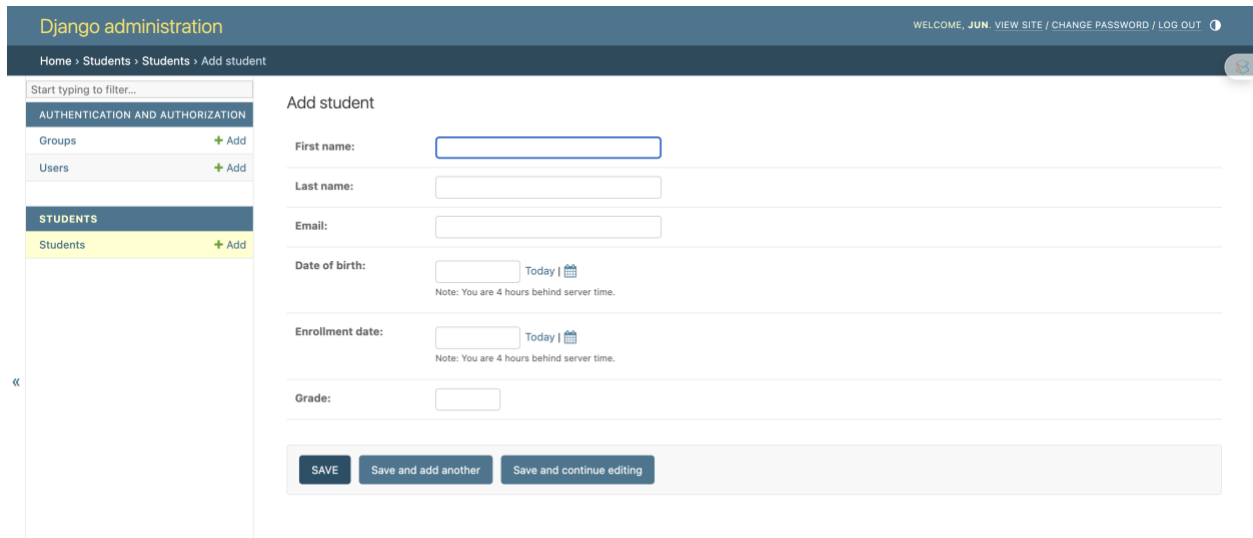 Django administration
WELCOME, JUN. VIEW SITE / CHANGE PASSWORD / LOG OUT
Home › Students › Students › Add student
Start typing to filter...
AUTHENTICATION AND AUTHORIZATION
Groups + Add
Users + Add
STUDENTS
Students + Add
«
Add student
First name:
Last name:
Email:
Date of birth:
Today |
Note: You are 4 hours behind server time.
Enrollment date:
Today |
Note: You are 4 hours behind server time.
Grade:
SAVE Save and add another Save and continue editing